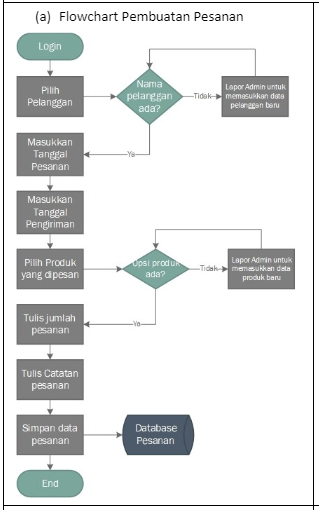 (a) Flowchart Pembuatan Pesanan
Login
Pilih
Pelanggan
Nama
pelanggan
ada?
Tidak
Lapor Admin untuk
memasukkan data
pelanggan baru
Ya
Masukkan
Tanggal
Pesanan
Masukkan
Tanggal
Pengiriman
Pilih Produk
yang dipesan
Opsi produk
ada?
Tidak
Lapor Admin untuk
memasukkan data
produk baru
Ya
Tulis jumlah
pesanan
Tulis Catatan
pesanan
Simpan data
pesanan
Database
Pesanan
End